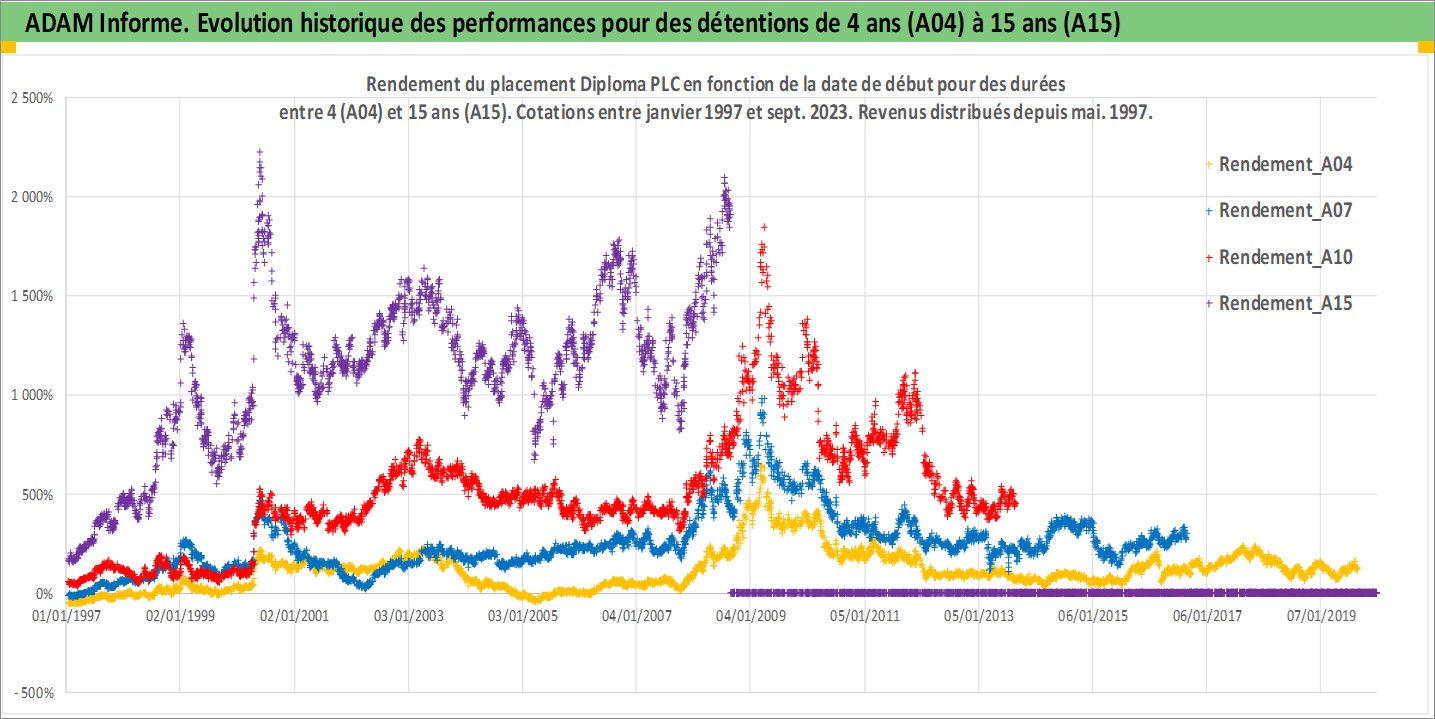 ADAM Informe. Evolution historique des performances pour des détentions de 4 ans (A04) à 15 ans (A15)
Rendement du placement Diploma PLC en fonction de la date de début pour des durées
entre 4 (A04) et 15 ans (A15). Cotations entre janvier 1997 et sept. 2023. Revenus distribués depuis mai. 1997.
2 500%
2 000%
1 500%
1 000%
500%
0%
-500%
01/01/1997
02/01/1999
02/01/2001
03/01/2003
03/01/2005
04/01/2007
04/01/2009
05/01/2011
05/01/2013
06/01/2015
06/01/2017
07/01/2019
Rendement_A04
Rendement_A07
Rendement_A10
Rendement_A15